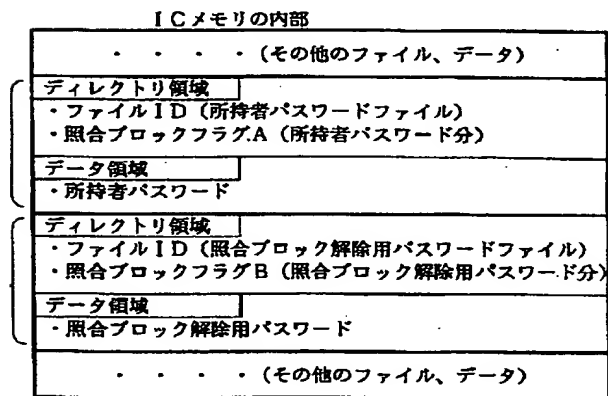 ICメモリの内部
・ ・ ・ ・(その他のファイル、データ)
ディレクトリ領域
・ファイルID(所持者パスワードファイル)
・照合ブロックフラグA(所持者パスワード分)
データ領域
・所持者パスワード
ディレクトリ領域
・ファイルID(照合ブロック解除用パスワードファイル)
・照合ブロックフラグB(照合ブロック解除用パスワード分)
データ領域
・照合ブロック解除用パスワード
・ ・ ・ ・(その他のファイル、データ)